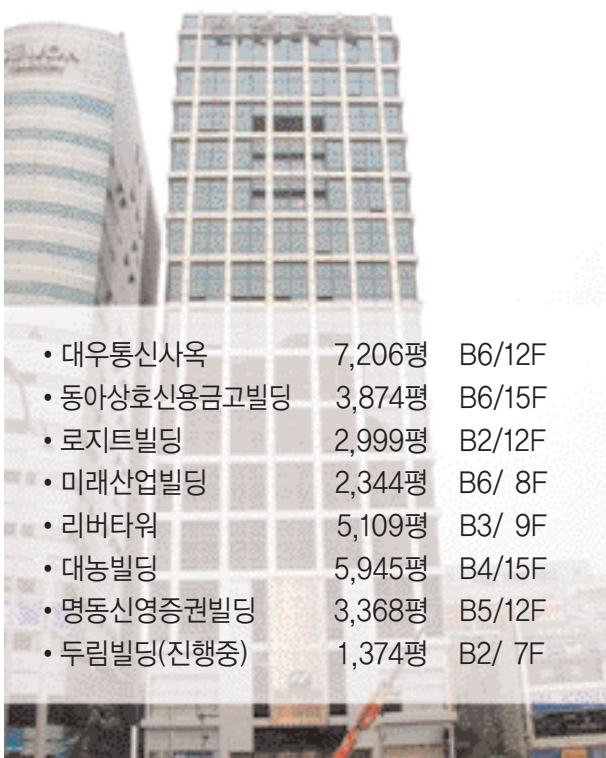 • 대우통신사옥 7,206평 B6/12F
• 동아상호신용금고빌딩 3,874평 B6/15F
• 로지트빌딩 2,999평 B2/12F
• 미래산업빌딩 2,344평 B6/ 8F
• 리버타워 5,109평 B3/ 9F
• 대농빌딩 5,945평 B4/15F
• 명동신영증권빌딩 3,368평 B5/12F
• 두림빌딩(진행중) 1,374평 B2/ 7F